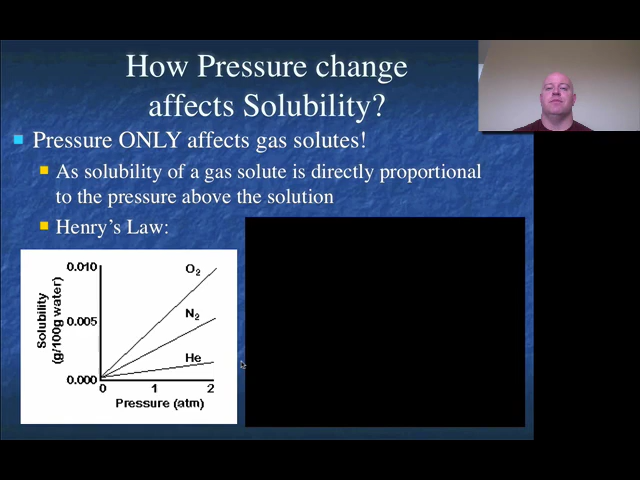 How Pressure change
affects Solubility?
Pressure ONLY affects gas solutes!
As solubility of a gas solute is directly proportional
to the pressure above the solution
Henry's Law:
0.010
0.005
0.000
Solubility
(g/100g water)
O₂
N₂
He
0
1
2
Pressure (atm)